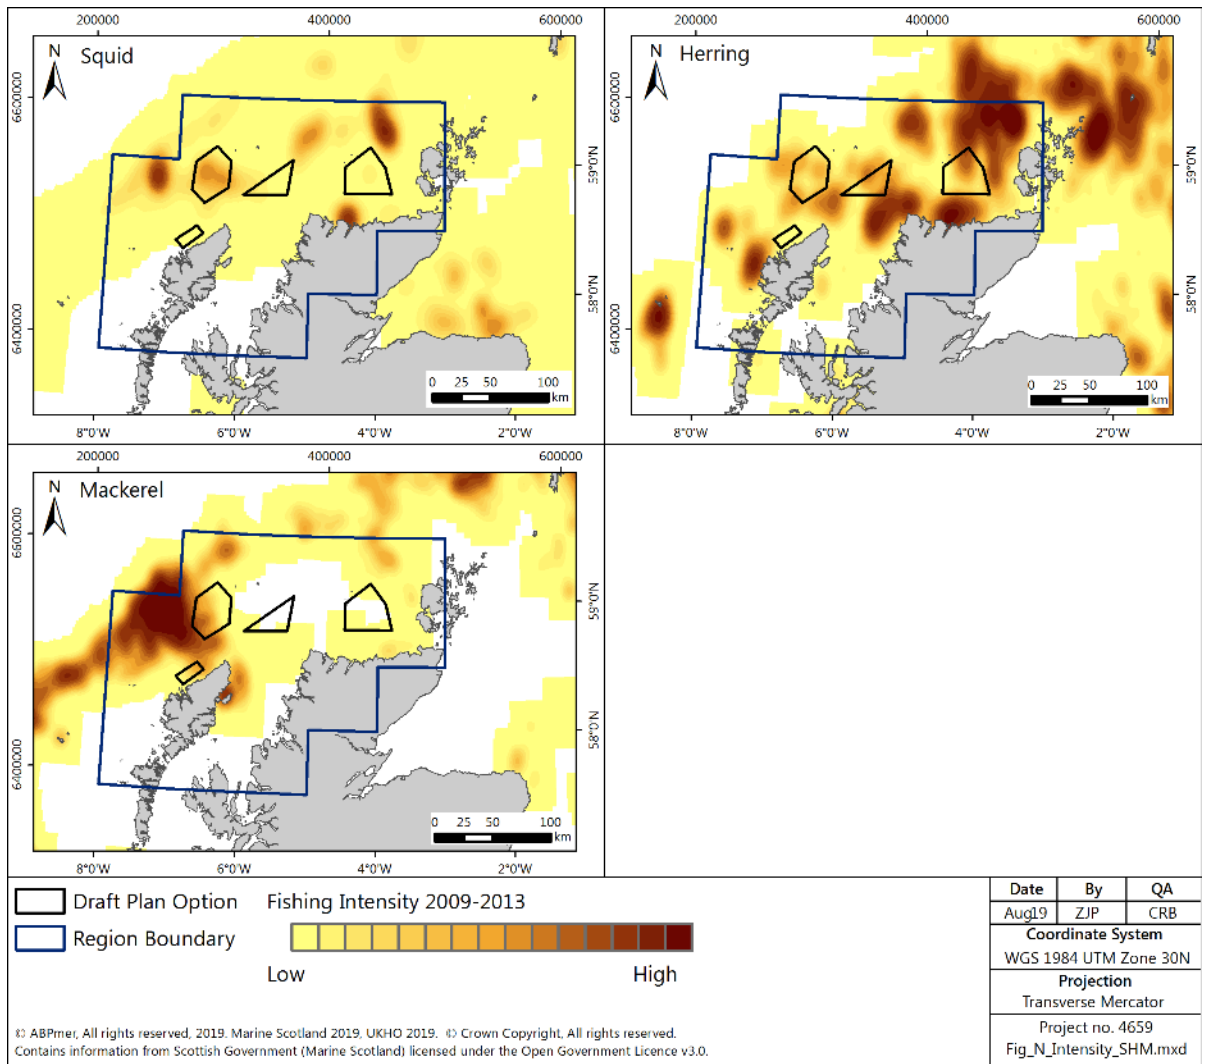 200000 400000 600000
N
Squid
6600000
6400000
59°0'N
58°0'N
0 25 50 100
km
8°0'W 6°0'W 4°0'W 2°0'W
200000 400000 600000
N
Herring
6600000
6400000
59°0'N
58°0'N
0 25 50 100
km
8°0'W 6°0'W 4°0'W 2°0'W
200000 400000 600000
N
Mackerel
6600000
6400000
59°0'N
58°0'N
0 25 50 100
km
8°0'W 6°0'W 4°0'W 2°0'W
Draft Plan Option
Region Boundary
Fishing Intensity 2009-2013
Low High
© ABPmer, All rights reserved, 2019. Marine Scotland 2019, UKHO 2019. © Crown Copyright, All rights reserved.
Contains information from Scottish Government (Marine Scotland) licensed under the Open Government Licence v3.0.
Date By QA
Aug19 ZJP CRB
Coordinate System
WGS 1984 UTM Zone 30N
Projection
Transverse Mercator
Project no. 4659
Fig_N_Intensity_SHM.mxd